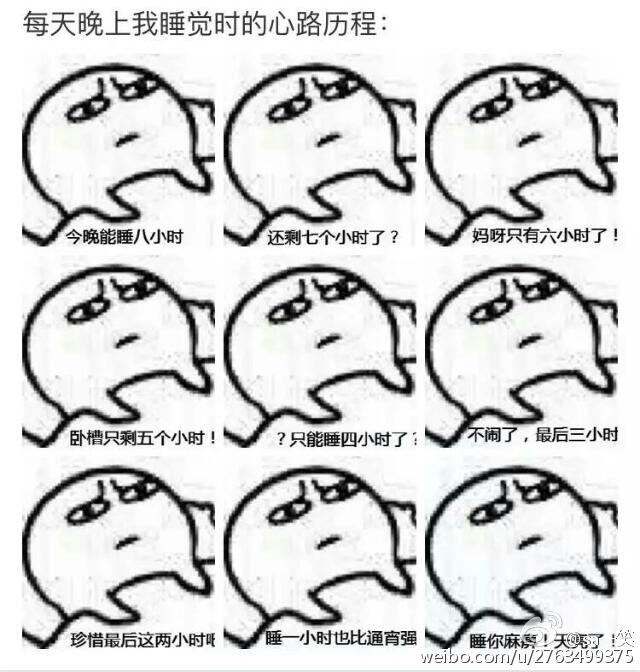 每天晚上我睡觉时的心路历程：
今晚能睡八小时
还剩七个小时了？
妈呀只有六小时了！
卧槽只剩五个小时！
？只能睡四小时了？
不闹了，最后三小时
珍惜最后这两小时吧
睡一小时也比通宵强
睡你麻痹！天亮了！
weibo.com/u/2763499375